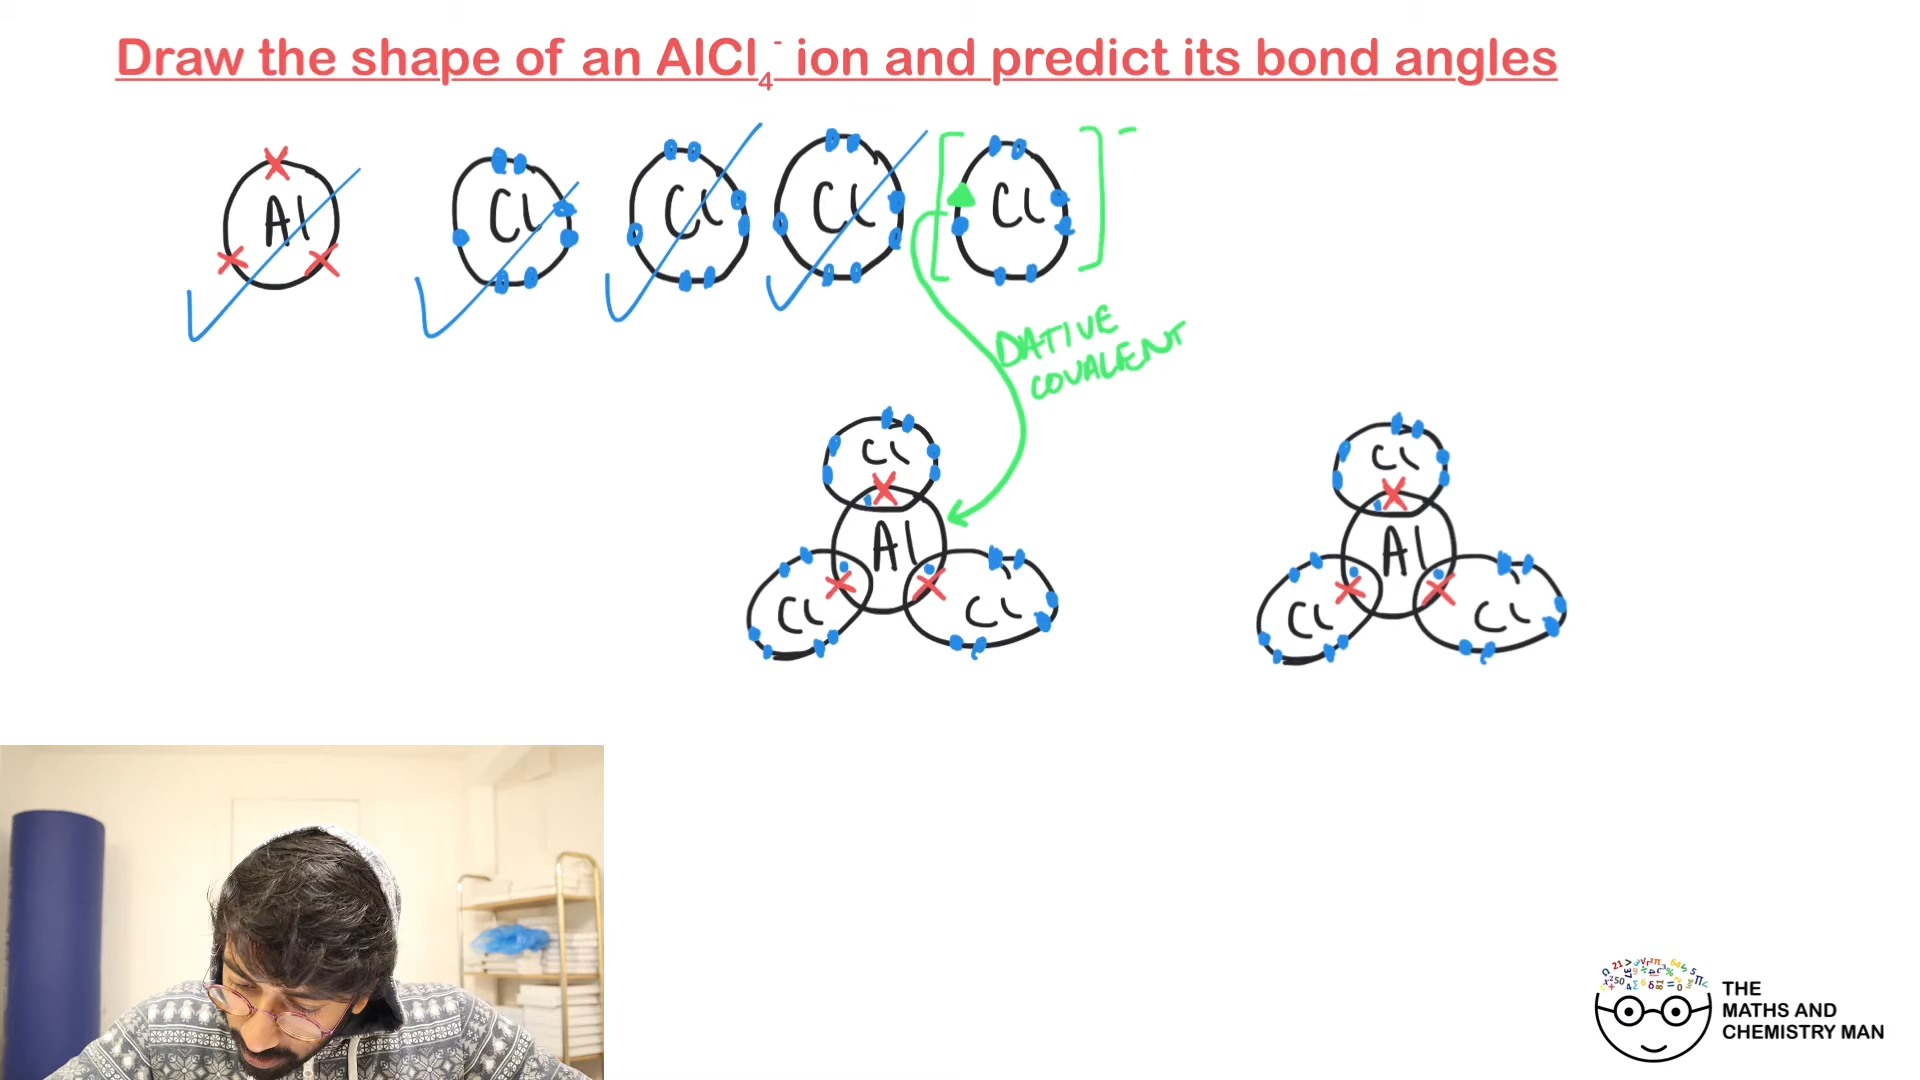 Draw the shape of an AlCl₄⁻ ion and predict its bond angles
Al
Cl
Cl
Cl
[Cl]⁻
DATIVE
COVALENT
Cl
Al
Cl
Cl
Cl
Al
Cl
Cl
THE
MATHS AND
CHEMISTRY MAN